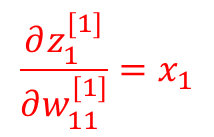 ∂z₁^[1] / ∂w₁₁^[1] = x₁